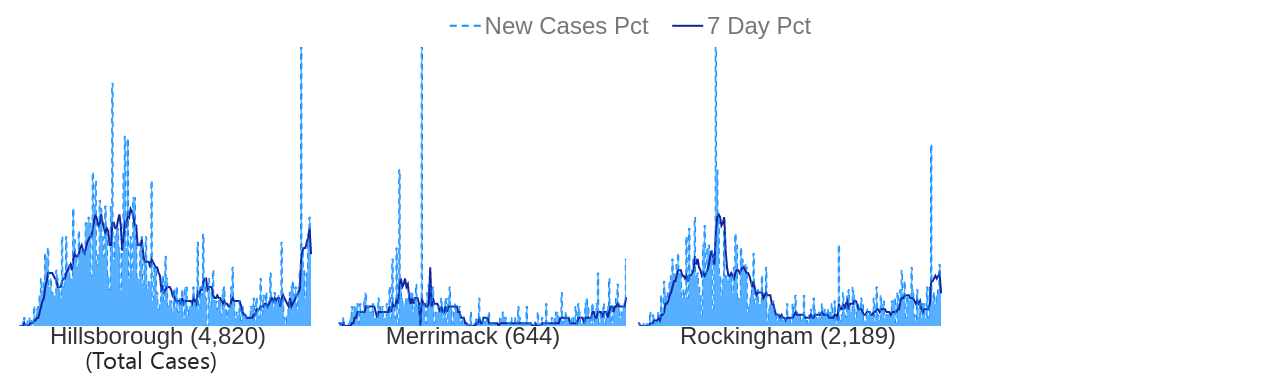 New Cases Pct 7 Day Pct
Hillsborough (4,820) Merrimack (644) Rockingham (2,189)
(Total Cases)